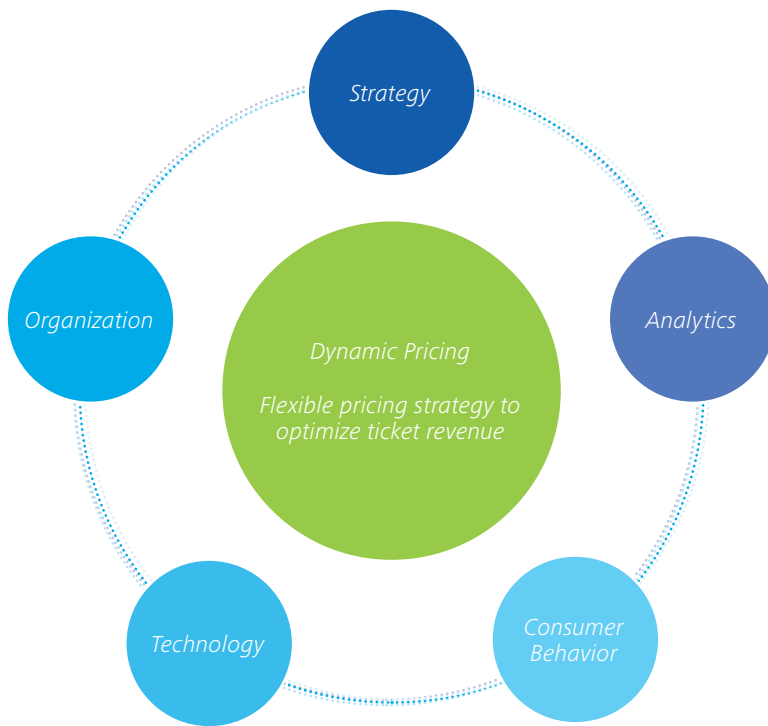 Strategy
Organization
Analytics
Dynamic Pricing
Flexible pricing strategy to
optimize ticket revenue
Technology
Consumer
Behavior